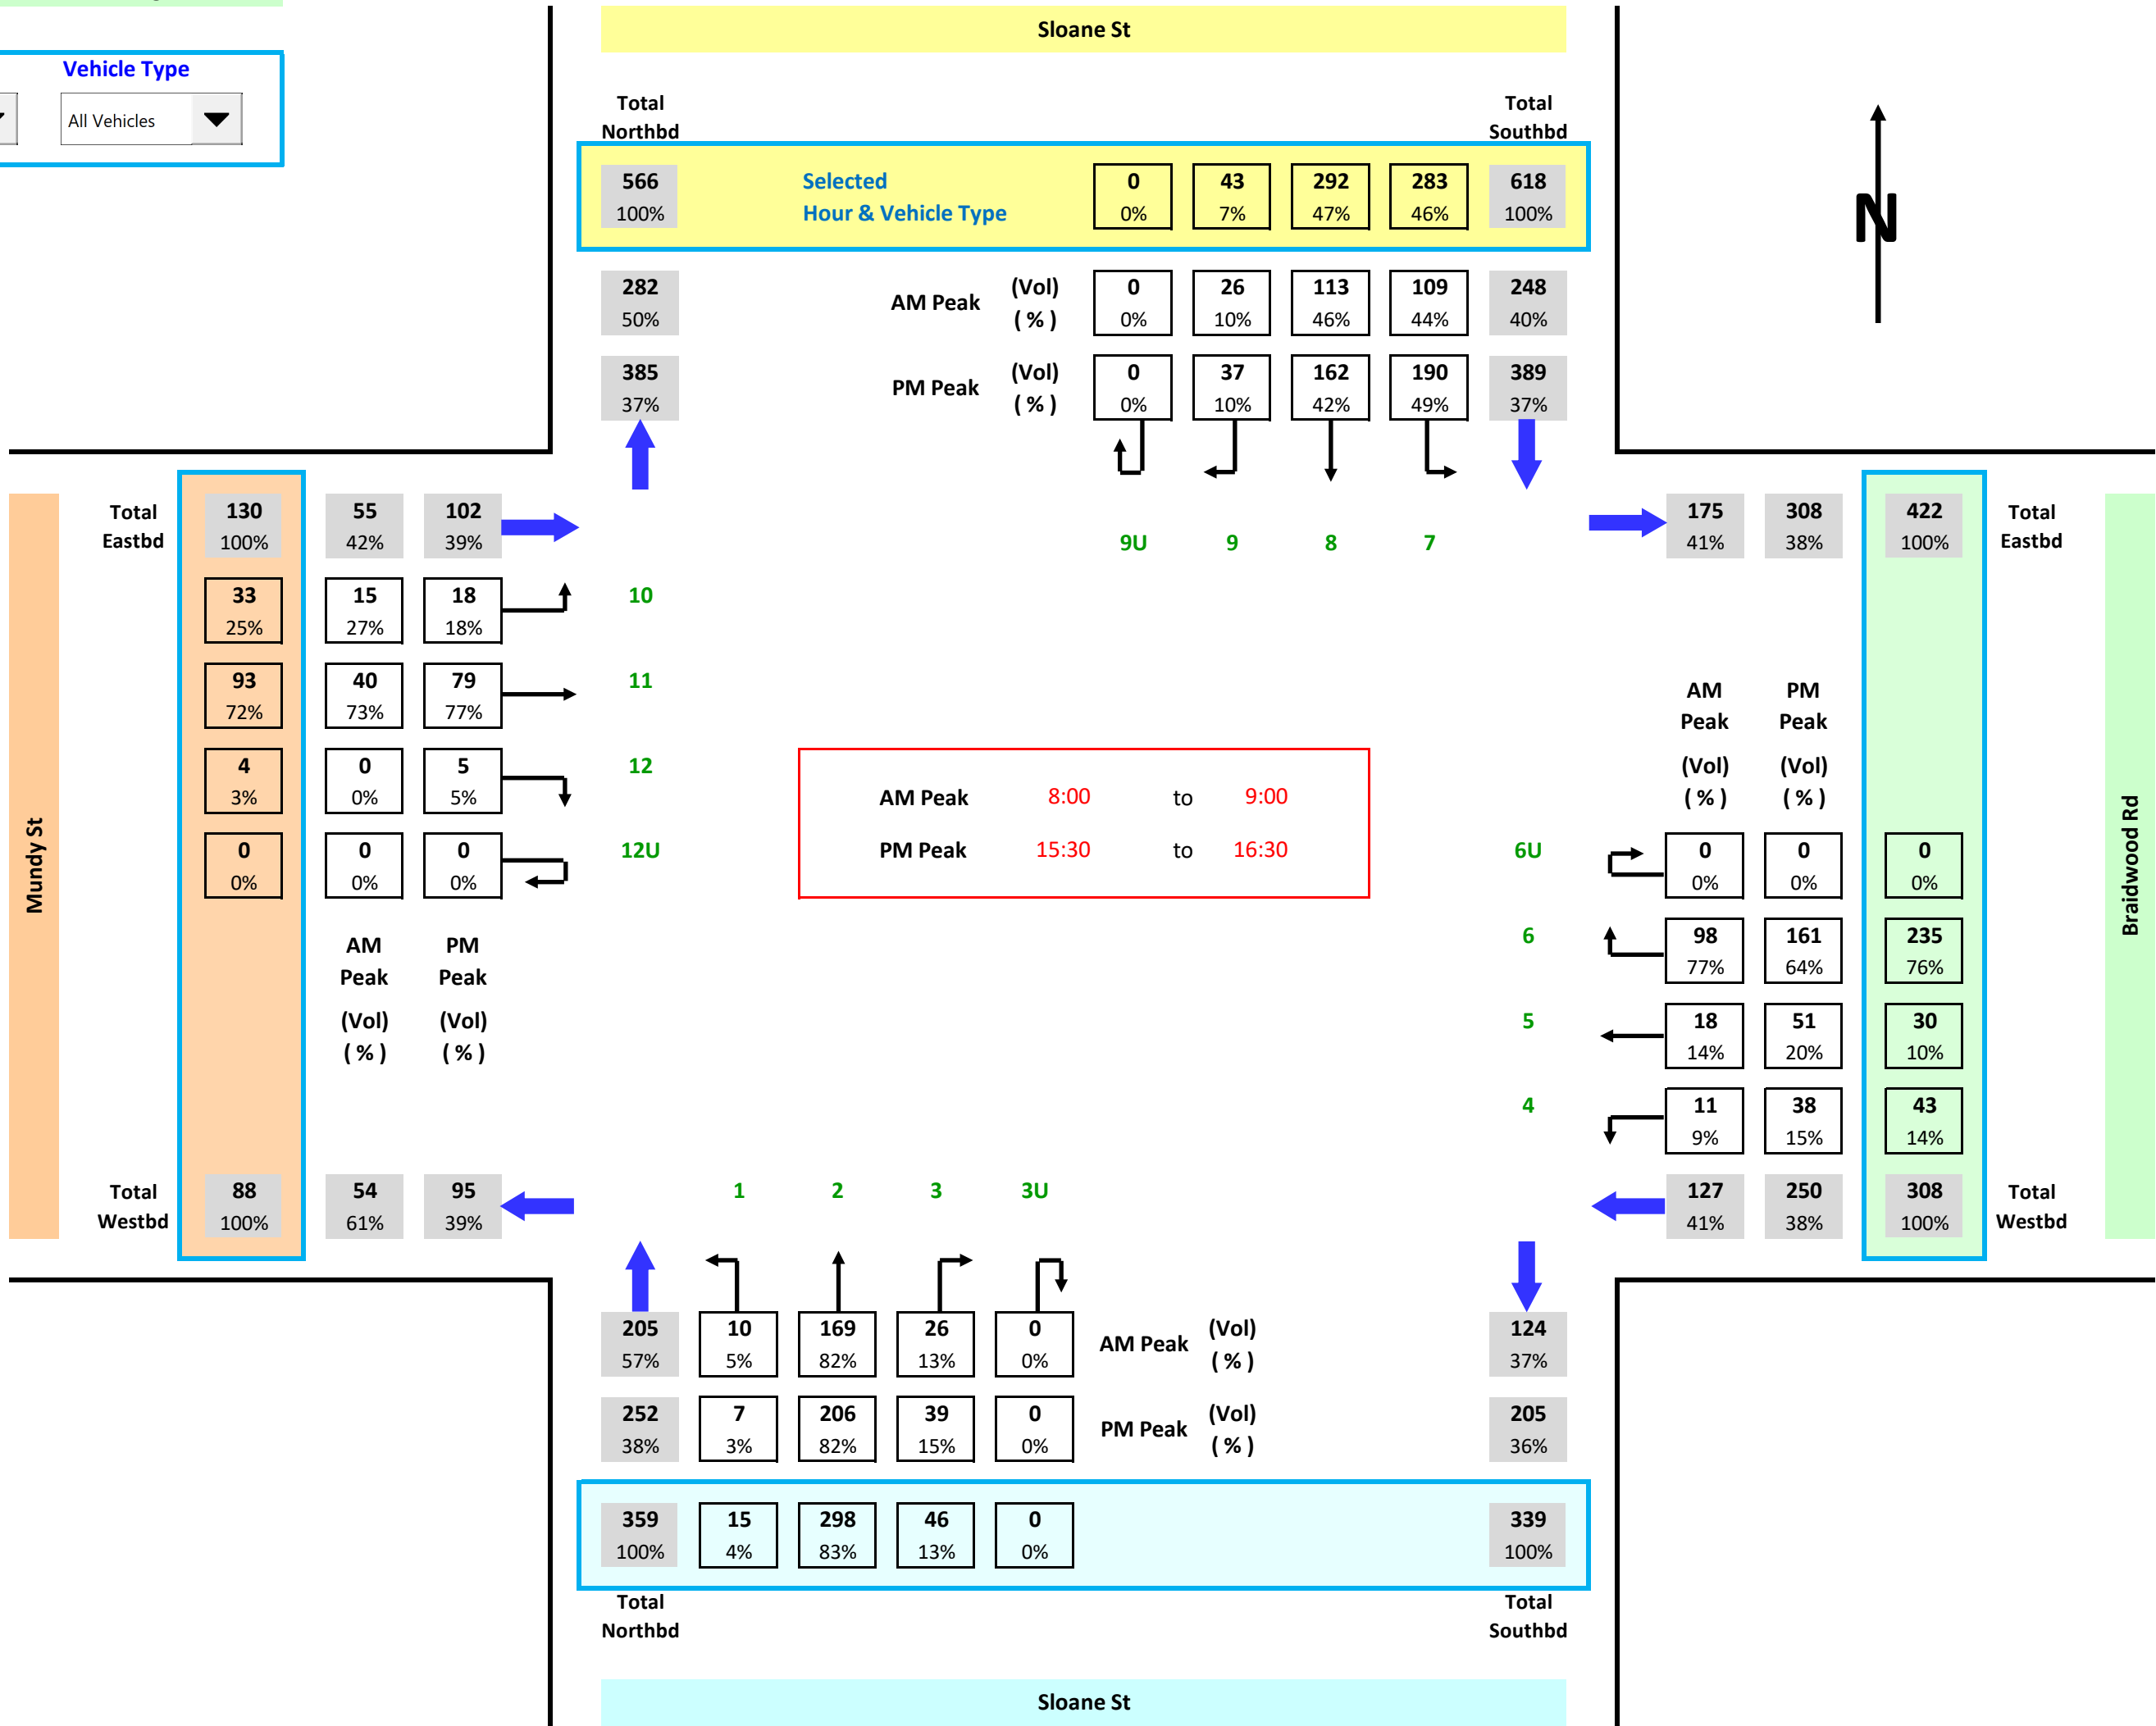 Sloane St
Vehicle Type
All Vehicles
Total Northbd
Total Southbd
566 100%
Selected Hour & Vehicle Type
0 0%
43 7%
292 47%
283 46%
618 100%
N
282 50%
AM Peak (Vol) ( % )
0 0%
26 10%
113 46%
109 44%
248 40%
385 37%
PM Peak (Vol) ( % )
0 0%
37 10%
162 42%
190 49%
389 37%
Total Eastbd
130 100%
55 42%
102 39%
9U 9 8 7
175 41%
308 38%
422 100%
Total Eastbd
33 25%
15 27%
18 18%
10
93 72%
40 73%
79 77%
11
AM Peak (Vol) ( % )
PM Peak (Vol) ( % )
4 3%
0 0%
5 5%
12
AM Peak 8:00 to 9:00
PM Peak 15:30 to 16:30
Mundy St
Braidwood Rd
0 0%
0 0%
0 0%
12U
6U
0 0%
0 0%
0 0%
AM Peak (Vol) ( % )
PM Peak (Vol) ( % )
6
98 77%
161 64%
235 76%
5
18 14%
51 20%
30 10%
4
11 9%
38 15%
43 14%
Total Westbd
88 100%
54 61%
95 39%
1 2 3 3U
127 41%
250 38%
308 100%
Total Westbd
205 57%
10 5%
169 82%
26 13%
0 0%
AM Peak (Vol) ( % )
124 37%
252 38%
7 3%
206 82%
39 15%
0 0%
PM Peak (Vol) ( % )
205 36%
359 100%
15 4%
298 83%
46 13%
0 0%
339 100%
Total Northbd
Total Southbd
Sloane St